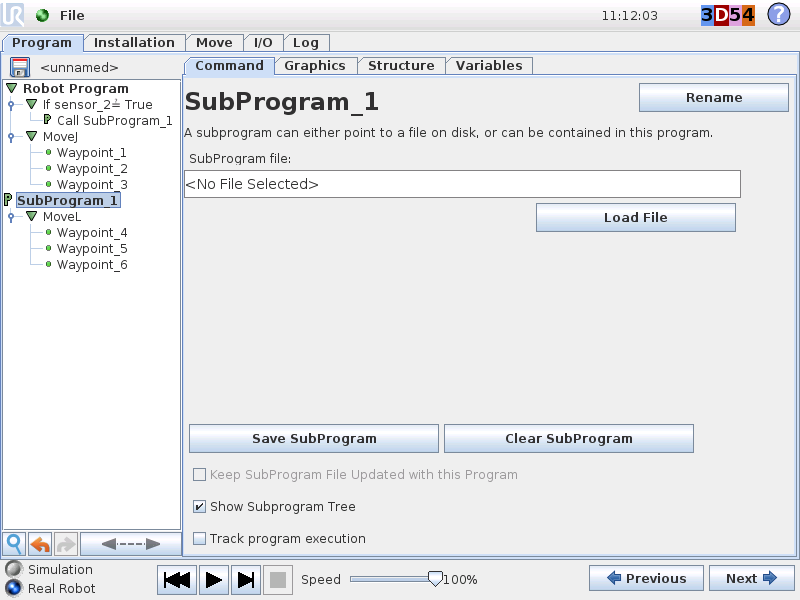 UR
File
11:12:03
3D54
?
Program
Installation
Move
I/O
Log
<unnamed>
Command
Graphics
Structure
Variables
Robot Program
If sensor_2≟ True
P Call SubProgram_1
MoveJ
Waypoint_1
Waypoint_2
Waypoint_3
P SubProgram_1
MoveL
Waypoint_4
Waypoint_5
Waypoint_6
SubProgram_1
Rename
A subprogram can either point to a file on disk, or can be contained in this program.
SubProgram file:
<No File Selected>
Load File
Save SubProgram
Clear SubProgram
Keep SubProgram File Updated with this Program
Show Subprogram Tree
Track program execution
Simulation
Real Robot
Speed
100%
Previous
Next